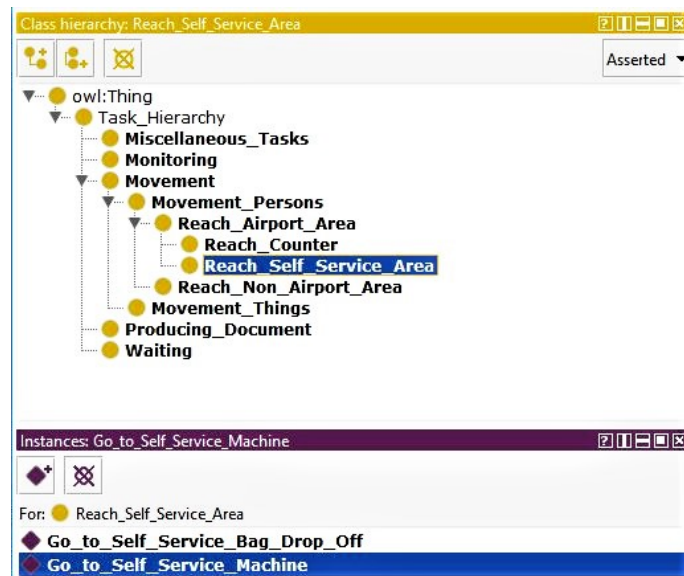 Class hierarchy: Reach_Self_Service_Area
Asserted
owl:Thing
Task_Hierarchy
Miscellaneous_Tasks
Monitoring
Movement
Movement_Persons
Reach_Airport_Area
Reach_Counter
Reach_Self_Service_Area
Reach_Non_Airport_Area
Movement_Things
Producing_Document
Waiting
Instances: Go_to_Self_Service_Machine
For: Reach_Self_Service_Area
Go_to_Self_Service_Bag_Drop_Off
Go_to_Self_Service_Machine